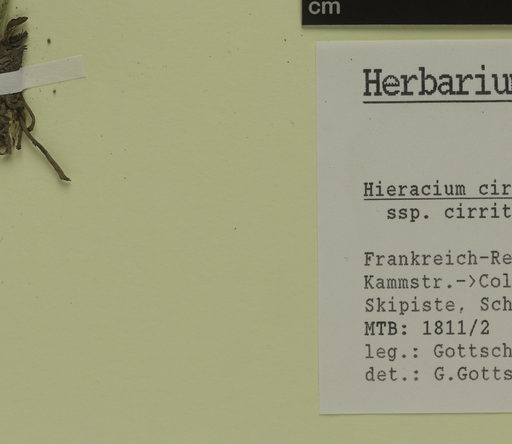 cm
Herbariu
Hieracium cir
ssp. cirrit
Frankreich-Re
Kammstr.->Col
Skipiste, Sch
MTB: 1811/2
leg.: Gottsch
det.: G.Gotts